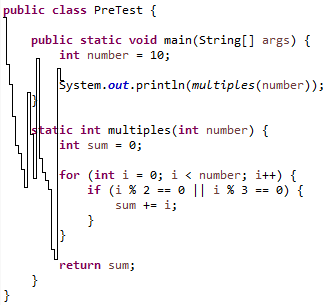 public class PreTest {
public static void main(String[] args) {
int number = 10;
System.out.println(multiples(number));
}
static int multiples(int number) {
int sum = 0;
for (int i = 0; i < number; i++) {
if (i % 2 == 0 || i % 3 == 0) {
sum += i;
}
}
return sum;
}
}